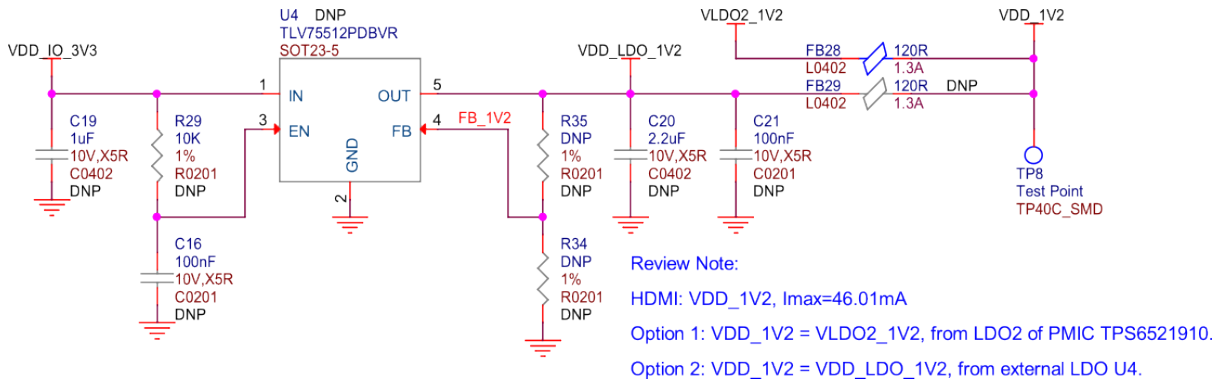 U4 DNP
TLV75512PDBVR
SOT23-5
VDD_IO_3V3
VDD_LDO_1V2
VLDO2_1V2
VDD_1V2
FB28 120R
L0402 1.3A
FB29 120R DNP
L0402 1.3A
1 IN
OUT 5
3 EN
FB 4
FB_1V2
GND
2
C19
1uF
10V,X5R
C0402
DNP
R29
10K
1%
R0201
DNP
C16
100nF
10V,X5R
C0201
DNP
R35
DNP
1%
R0201
DNP
C20
2.2uF
10V,X5R
C0402
DNP
C21
100nF
10V,X5R
C0201
DNP
R34
DNP
1%
R0201
DNP
TP8
Test Point
TP40C_SMD
Review Note:
HDMI: VDD_1V2, Imax=46.01mA
Option 1: VDD_1V2 = VLDO2_1V2, from LDO2 of PMIC TPS6521910.
Option 2: VDD_1V2 = VDD_LDO_1V2, from external LDO U4.